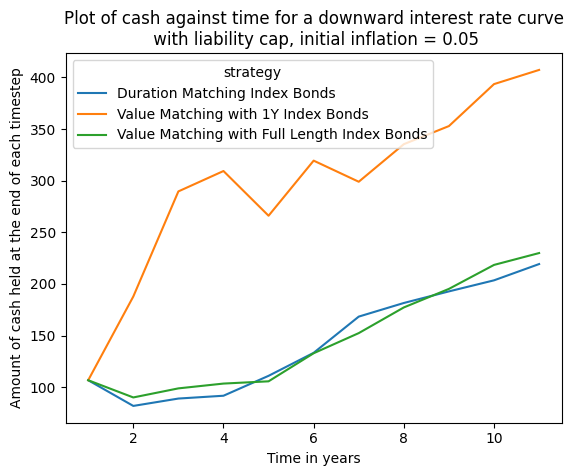 Plot of cash against time for a downward interest rate curve
with liability cap, initial inflation = 0.05
strategy
Duration Matching Index Bonds
Value Matching with 1Y Index Bonds
Value Matching with Full Length Index Bonds
Amount of cash held at the end of each timestep
400
350
300
250
200
150
100
2
4
6
8
10
Time in years